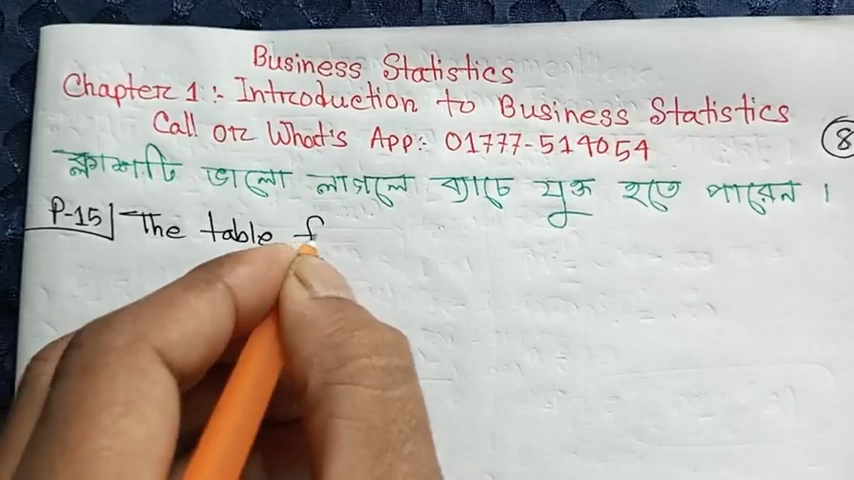 Business Statistics
Chapter 1 :- Introduction to Business Statistics
Call or What's App:- 01777-514054
8
ক্লাশটি ভালো লাগলে ব্যাচে যুক্ত হতে পারেন ।
P-15 The table f